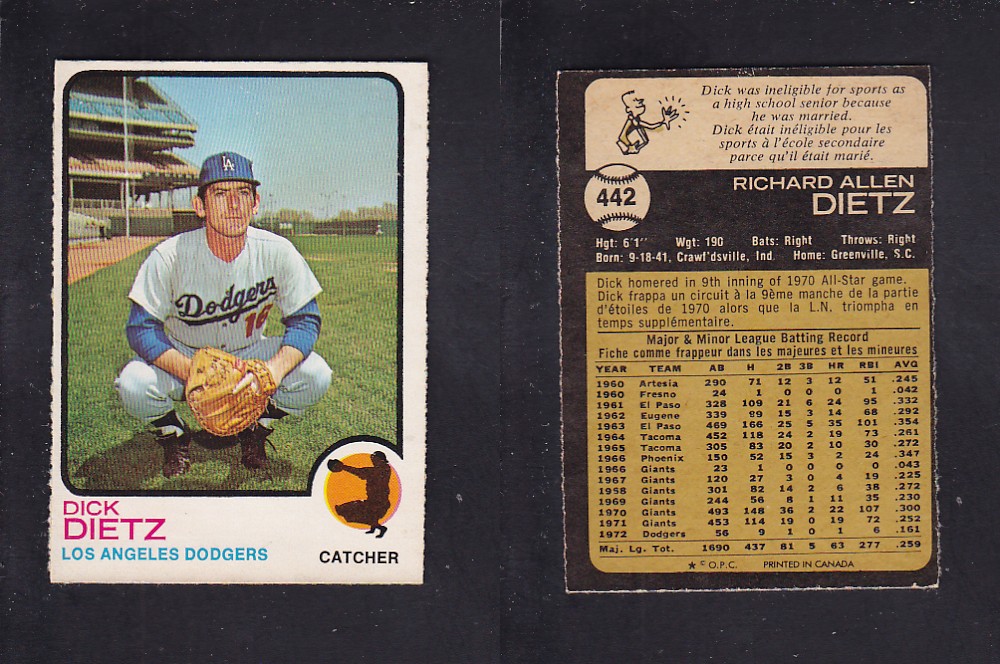 LA
Dodgers
16
DICK
DIETZ
LOS ANGELES DODGERS
CATCHER
Dick was ineligible for sports as
a high school senior because
he was married.
Dick était inéligible pour les
sports à l'école secondaire
parce qu'il était marié.
442
RICHARD ALLEN
DIETZ
Hgt: 6'1" Wgt: 190 Bats: Right Throws: Right
Born: 9-18-41, Crawf'dsville, Ind. Home: Greenville, S.C.
Dick homered in 9th inning of 1970 All-Star game.
Dick frappa un circuit à la 9ème manche de la partie
d'étoiles de 1970 alors que la L.N. triompha en
temps supplémentaire.
Major & Minor League Batting Record
Fiche comme frappeur dans les majeures et les mineures
YEAR TEAM AB H 2B 3B HR RBI AVG
1960 Artesia 290 71 12 3 12 51 .245
1960 Fresno 24 1 0 0 0 1 .042
1961 El Paso 328 109 21 6 24 95 .332
1962 Eugene 339 99 15 3 14 68 .292
1963 El Paso 469 166 25 5 35 101 .354
1964 Tacoma 452 118 24 2 19 73 .261
1965 Tacoma 305 83 20 2 10 30 .272
1966 Phoenix 150 52 15 3 2 24 .347
1966 Giants 23 1 0 0 0 0 .043
1967 Giants 120 27 3 0 4 19 .225
1958 Giants 301 82 14 2 6 38 .272
1969 Giants 244 56 8 1 11 35 .230
1970 Giants 493 148 36 2 22 107 .300
1971 Giants 453 114 19 0 19 72 .252
1972 Dodgers 56 9 1 0 1 6 .161
Maj. Lg. Tot. 1690 437 81 5 63 277 .259
★ © O.P.C. PRINTED IN CANADA